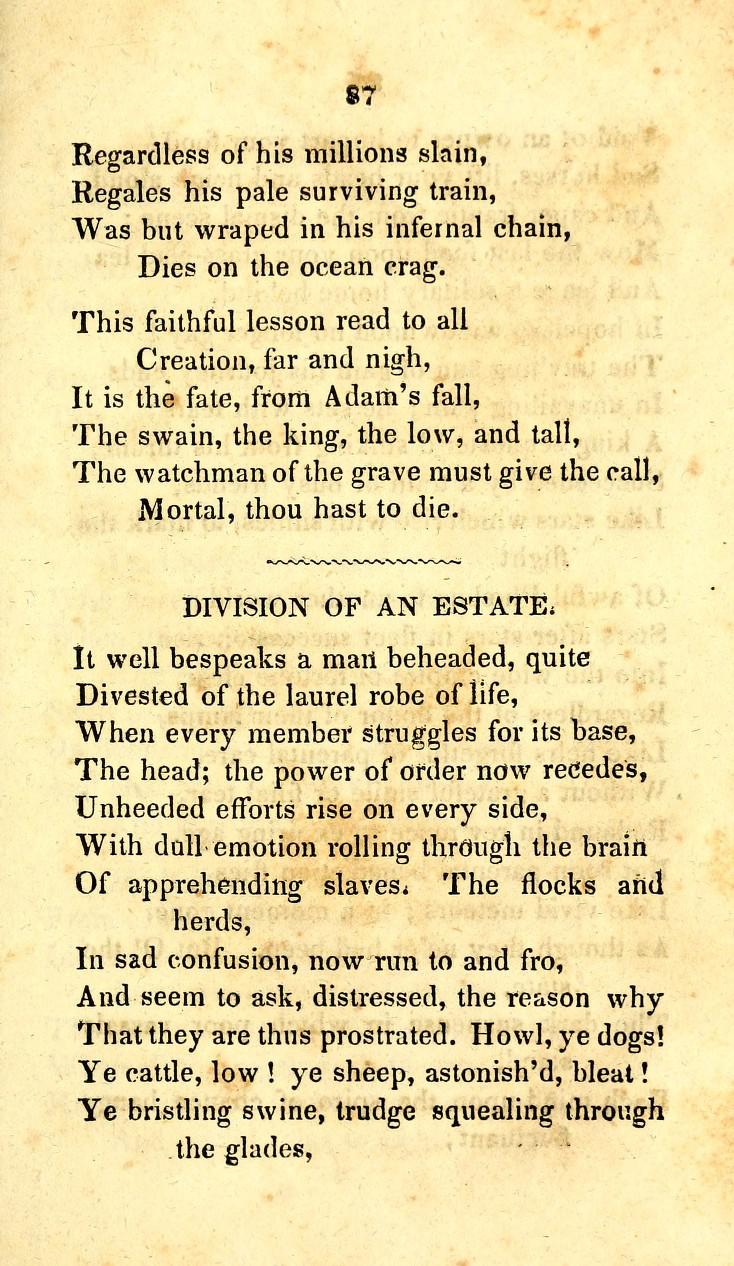 87
Regardless of his millions slain,
Regales his pale surviving train,
Was but wraped in his infernal chain,
Dies on the ocean crag.
This faithful lesson read to all
Creation, far and nigh,
It is the fate, from Adam's fall,
The swain, the king, the low, and tall,
The watchman of the grave must give the call,
Mortal, thou hast to die.
DIVISION OF AN ESTATE.
It well bespeaks a man beheaded, quite
Divested of the laurel robe of life,
When every member struggles for its base,
The head; the power of order now recedes,
Unheeded efforts rise on every side,
With dull emotion rolling through the brain
Of apprehending slaves. The flocks and
herds,
In sad confusion, now run to and fro,
And seem to ask, distressed, the reason why
That they are thus prostrated. Howl, ye dogs!
Ye cattle, low ! ye sheep, astonish'd, bleat !
Ye bristling swine, trudge squealing through
the glades,